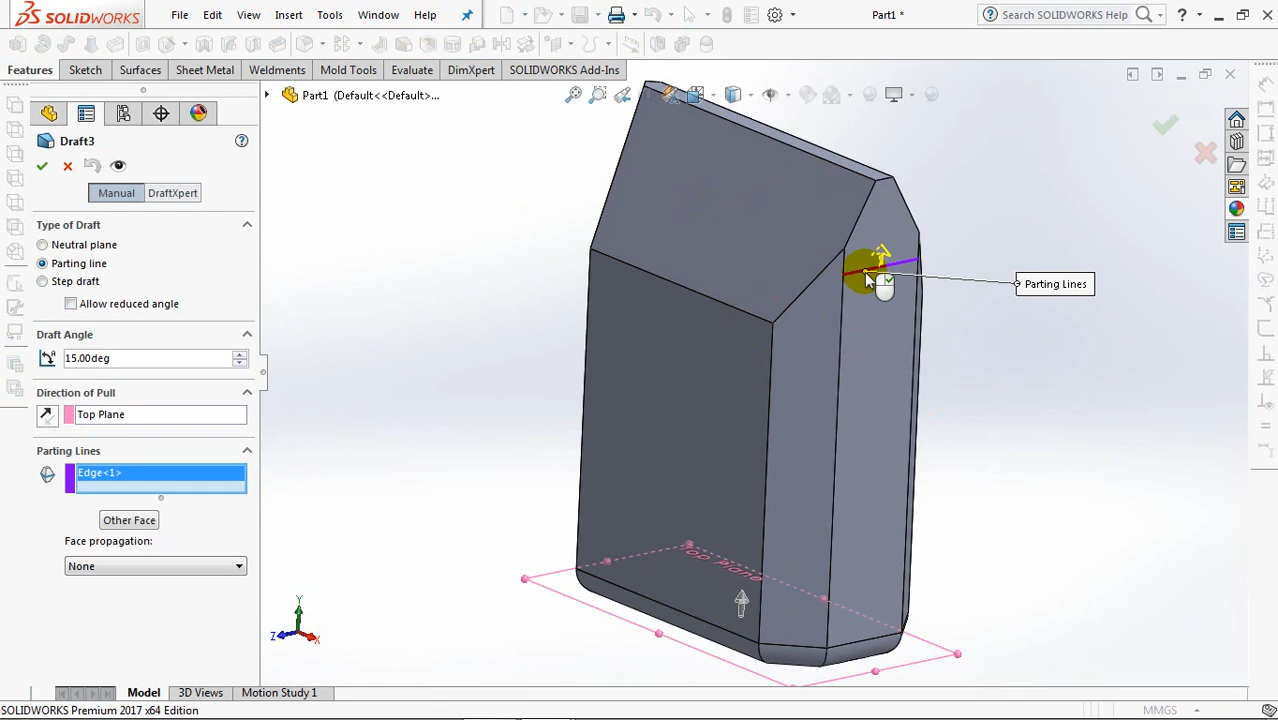 SOLIDWORKS File Edit View Insert Tools Window Help Part1 * Search SOLIDWORKS Help ?
Features Sketch Surfaces Sheet Metal Weldments Mold Tools Evaluate DimXpert SOLIDWORKS Add-Ins
Part1 (Default<<Default>...
Draft3
Manual DraftXpert
Type of Draft
Neutral plane
Parting line
Step draft
Allow reduced angle
Parting Lines
Draft Angle
15.00deg
Direction of Pull
Top Plane
Parting Lines
Edge<1>
Other Face
Face propagation:
None
Top Plane
Y
Z
X
Model 3D Views Motion Study 1
SOLIDWORKS Premium 2017 x64 Edition MMGS